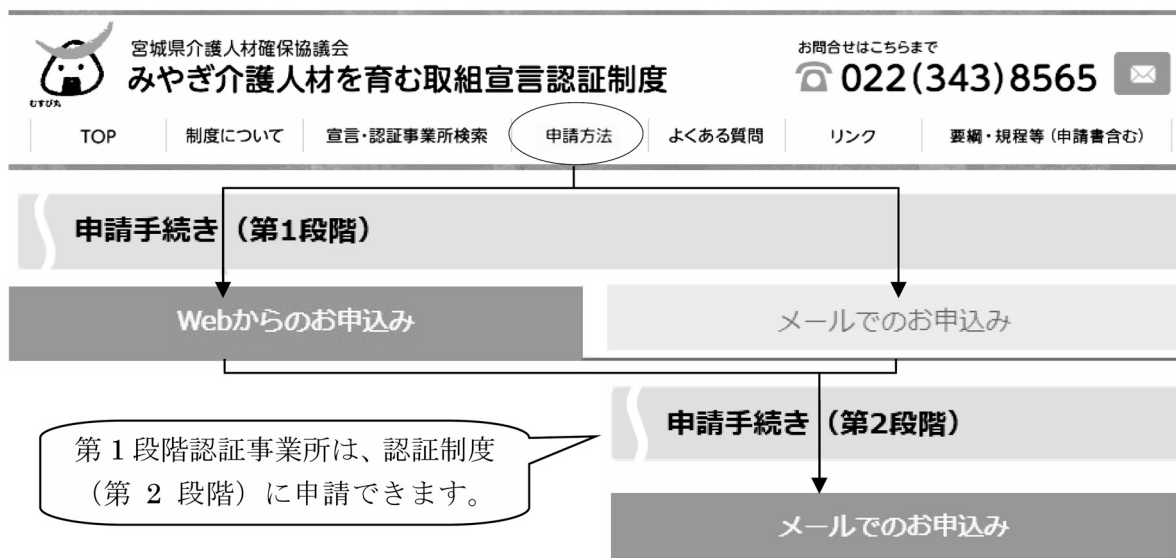 宮城県介護人材確保協議会
みやぎ介護人材を育む取組宣言認証制度
むすび丸
お問合せはこちらまで
022(343)8565
TOP 制度について 宣言・認証事業所検索 申請方法 よくある質問 リンク 要綱・規程等（申請書含む）
申請手続き（第1段階）
Webからのお申込み メールでのお申込み
申請手続き（第2段階）
第1段階認証事業所は、認証制度
（第 2 段階）に申請できます。
メールでのお申込み